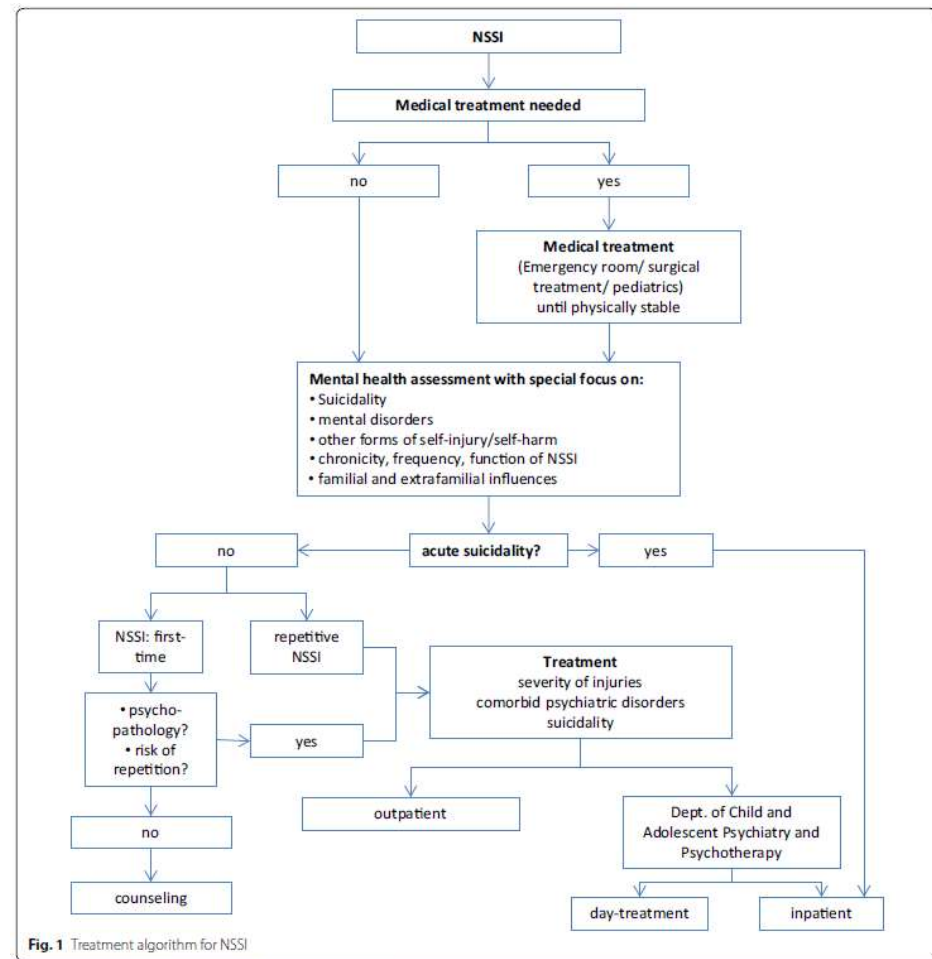 NSSI
Medical treatment needed
no
yes
Medical treatment
(Emergency room/ surgical
treatment/ pediatrics)
until physically stable
Mental health assessment with special focus on:
• Suicidality
• mental disorders
• other forms of self-injury/self-harm
• chronicity, frequency, function of NSSI
• familial and extrafamilial influences
no
acute suicidality?
yes
NSSI: first-
time
repetitive
NSSI
Treatment
severity of injuries
comorbid psychiatric disorders
suicidality
• psycho-
pathology?
• risk of
repetition?
yes
outpatient
Dept. of Child and
Adolescent Psychiatry and
Psychotherapy
no
counseling
day-treatment
inpatient
Fig. 1 Treatment algorithm for NSSI